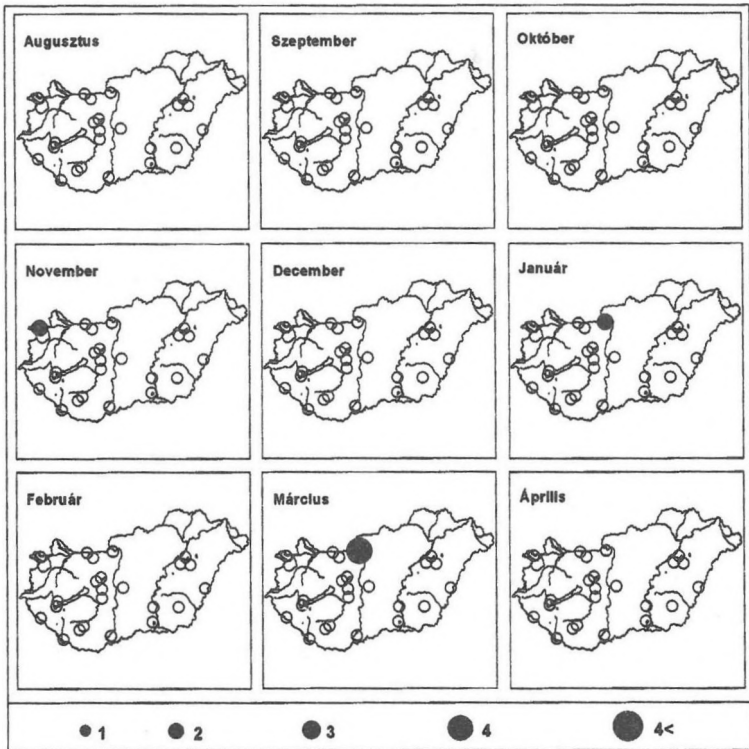 Augusztus
Szeptember
Október
November
December
Január
Február
Március
Április
1 2 3 4 4<